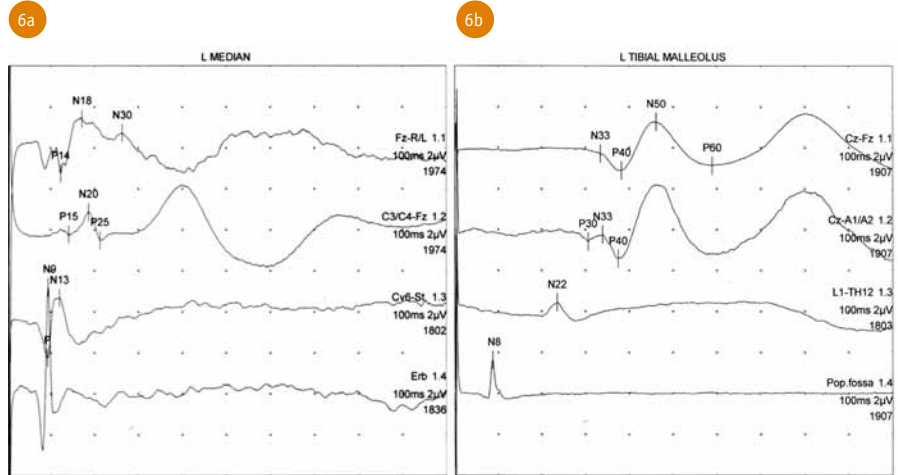 6a
L MEDIAN
N18
N30
P14
Fz-R/L 1.1
100ms 2µV
1974
N20
P15
P25
C3/C4-Fz 1.2
100ms 2µV
1974
N9
N13
P
Cv6-St. 1.3
100ms 2µV
1802
Erb 1.4
100ms 2µV
1836
6b
L TIBIAL MALLEOLUS
N50
N33
P40
P60
Cz-Fz 1.1
100ms 2µV
1907
N33
P30
P40
Cz-A1/A2 1.2
100ms 2µV
1907
N22
L1-TH12 1.3
100ms 2µV
1803
N8
Pop.fossa 1.4
100ms 2µV
1907